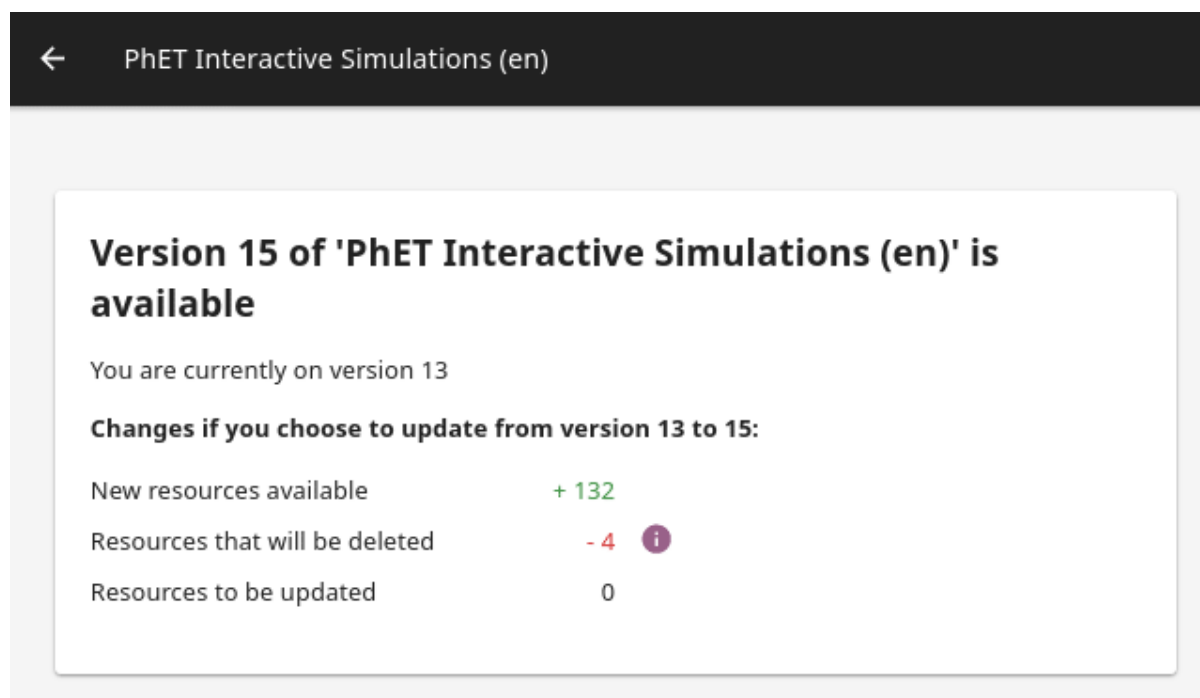 PhET Interactive Simulations (en)
Version 15 of 'PhET Interactive Simulations (en)' is
available
You are currently on version 13
Changes if you choose to update from version 13 to 15:
New resources available + 132
Resources that will be deleted - 4
Resources to be updated 0